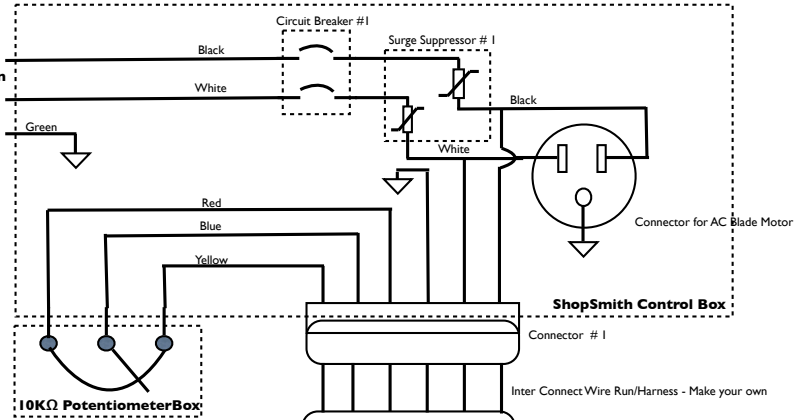 Circuit Breaker #1
Surge Suppressor # 1
Black
n
White
Black
Green
White
Red
Connector for AC Blade Motor
Blue
Yellow
ShopSmith Control Box
Connector # 1
Inter Connect Wire Run/Harness - Make your own
10KΩ PotentiometerBox